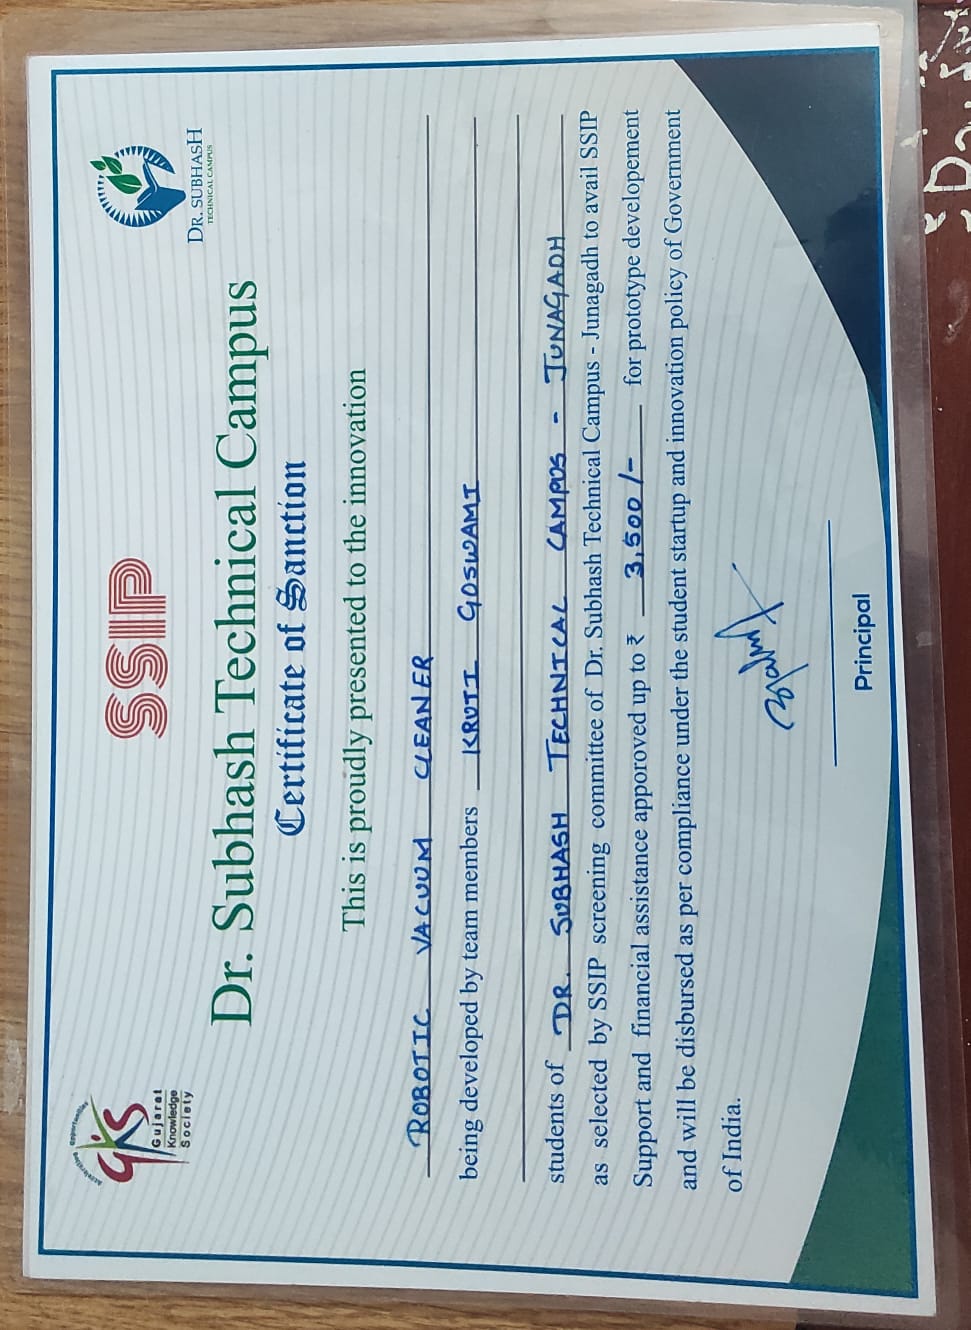 Accelerating Opportunities
GKS
Gujarat
Knowledge
Society
SSIP
DR. SUBHASH
TECHNICAL CAMPUS
Dr. Subhash Technical Campus
Certificate of Sanction
This is proudly presented to the innovation
ROBOTIC VACUUM CLEANER
being developed by team members KRUTI GOSWAMI
students of DR. SUBHASH TECHNICAL CAMPUS - JUNAGADH
as selected by SSIP screening committee of Dr. Subhash Technical Campus - Junagadh to avail SSIP
Support and financial assistance apporoved up to ₹ 3,500 /- for prototype developement
and will be disbursed as per compliance under the student startup and innovation policy of Government
of India.
Principal
Dr.